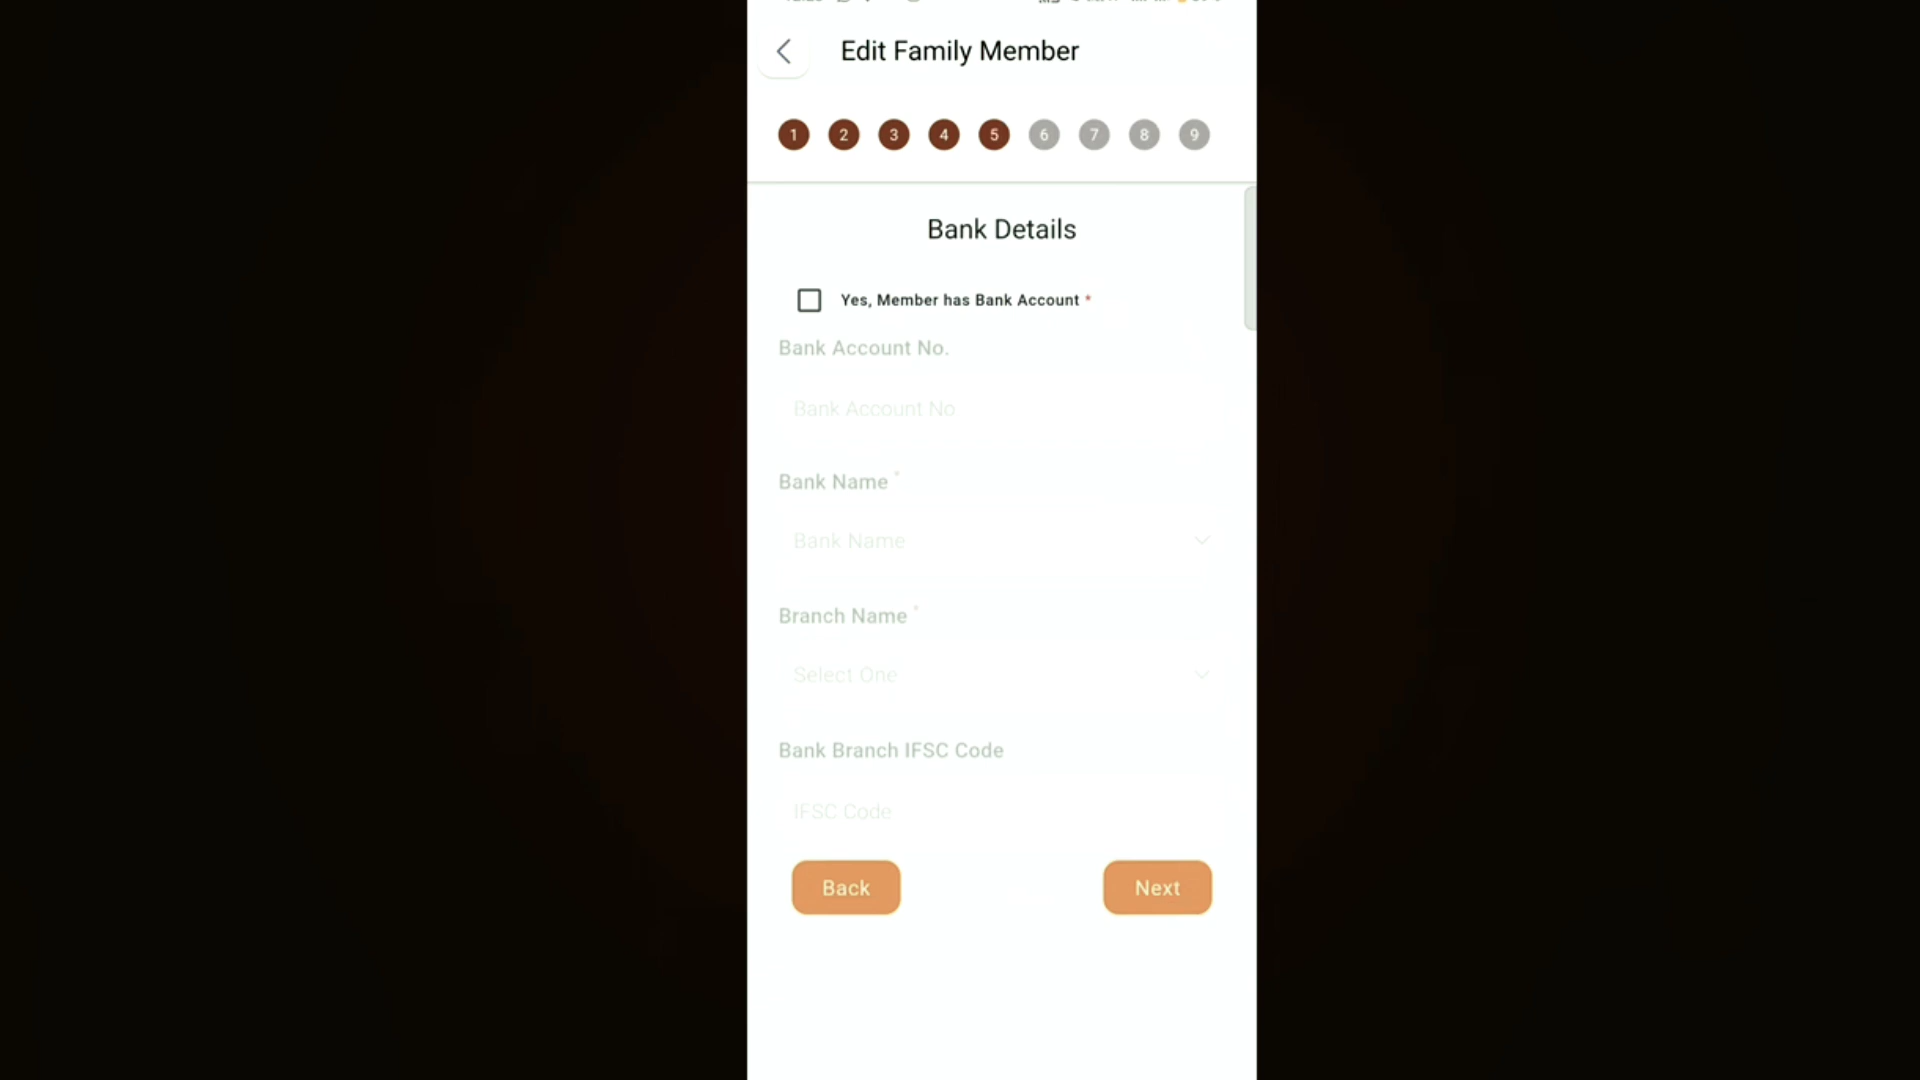 Edit Family Member
1 2 3 4 5 6 7 8 9
Bank Details
Yes, Member has Bank Account *
Bank Account No.
Bank Account No
Bank Name *
Bank Name
Branch Name *
Select One
Bank Branch IFSC Code
IFSC Code
Back Next